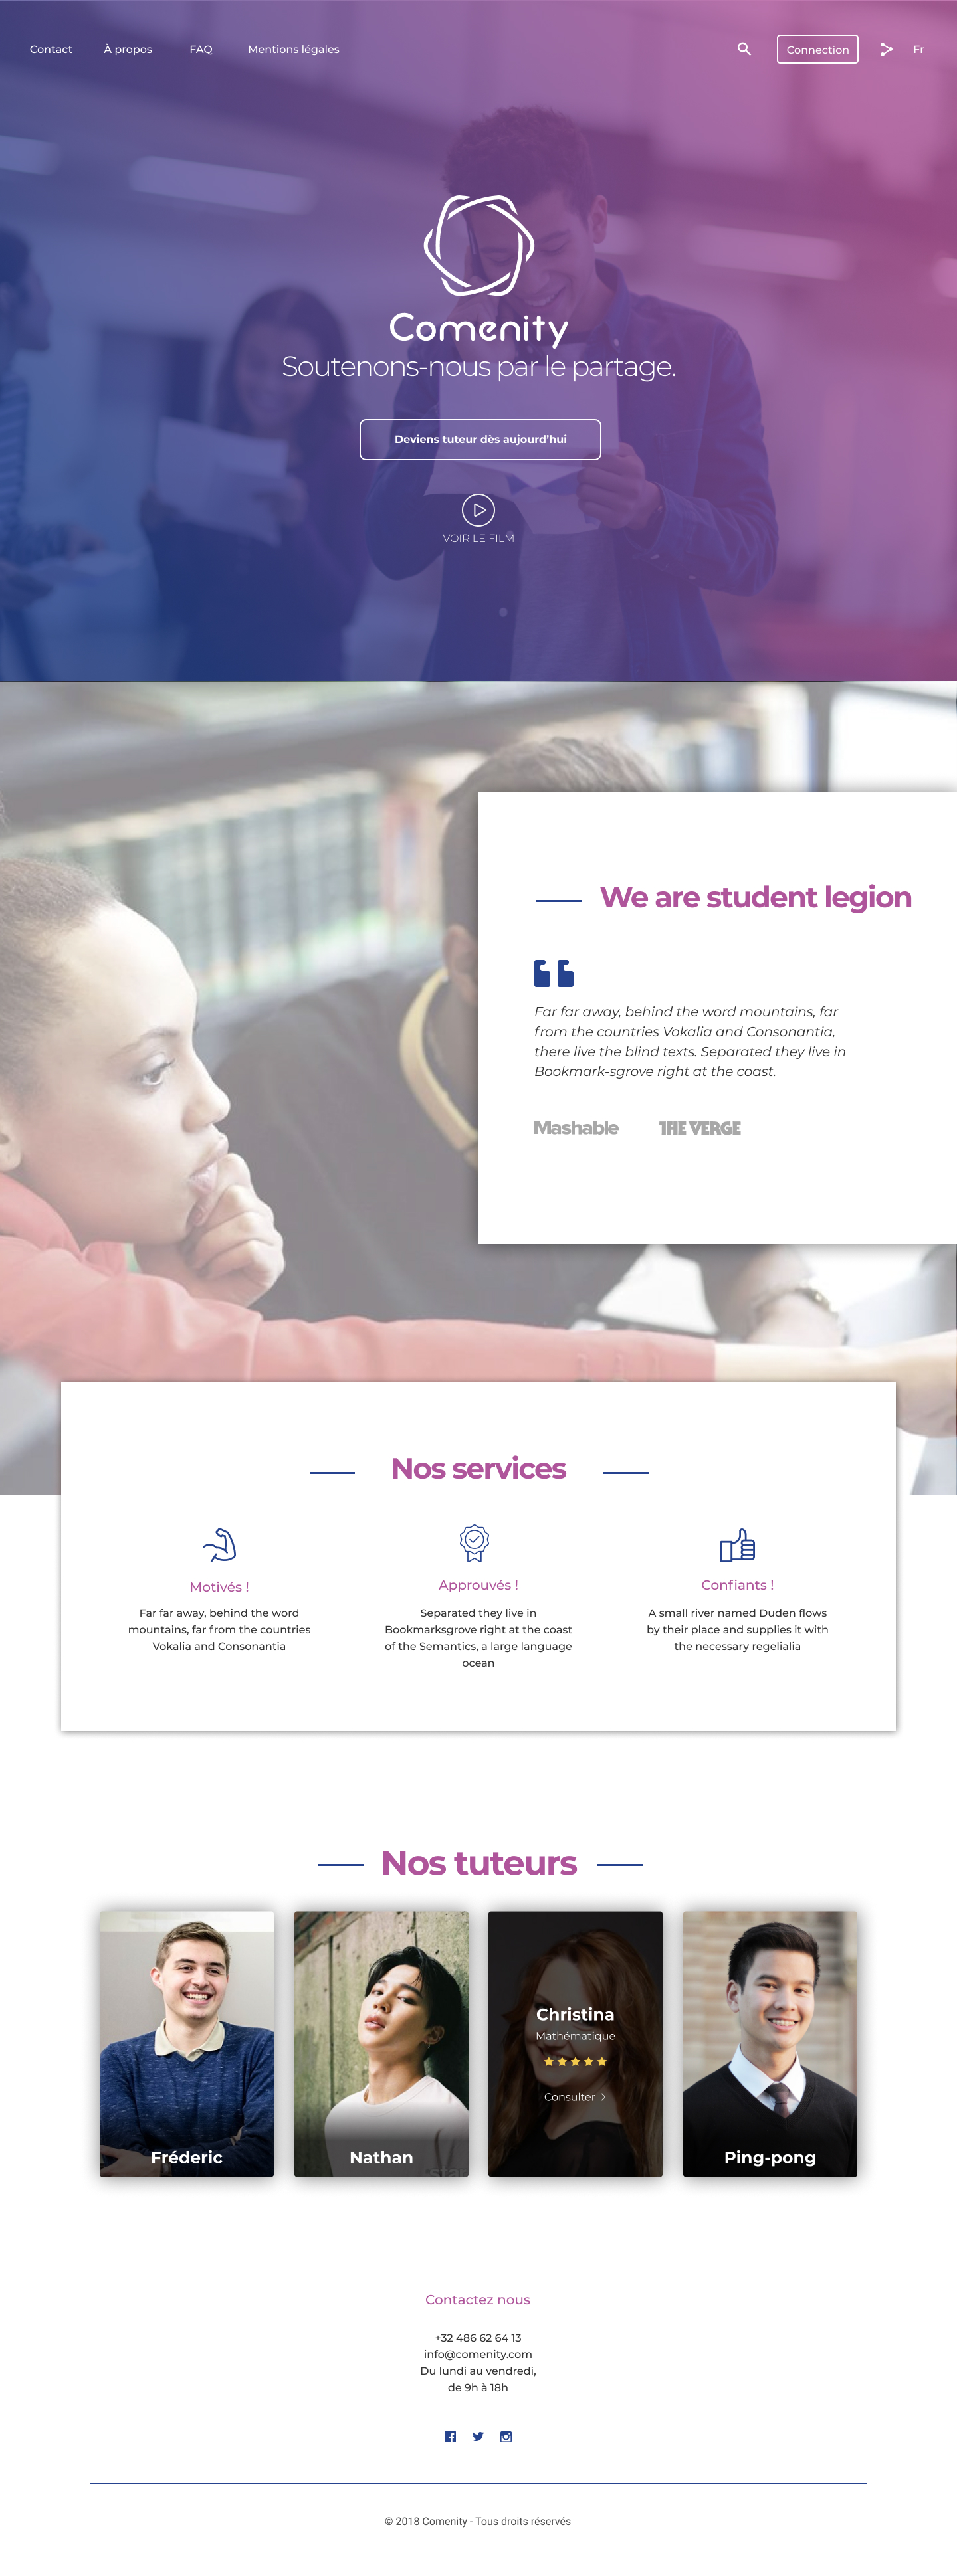 Contact À propos FAQ Mentions légales Connection Fr
Comenity
Soutenons-nous par le partage.
Deviens tuteur dès aujourd'hui
VOIR LE FILM
We are student legion
Far far away, behind the word mountains, far
from the countries Vokalia and Consonantia,
there live the blind texts. Separated they live in
Bookmark-sgrove right at the coast.
Mashable THE VERGE
Nos services
Motivés !
Far far away, behind the word
mountains, far from the countries
Vokalia and Consonantia
Approuvés !
Separated they live in
Bookmarksgrove right at the coast
of the Semantics, a large language
ocean
Confiants !
A small river named Duden flows
by their place and supplies it with
the necessary regelialia
Nos tuteurs
Fréderic
Nathan
Christina
Mathématique
Consulter
Ping-pong
Contactez nous
+32 486 62 64 13
info@comenity.com
Du lundi au vendredi,
de 9h à 18h
© 2018 Comenity - Tous droits réservés